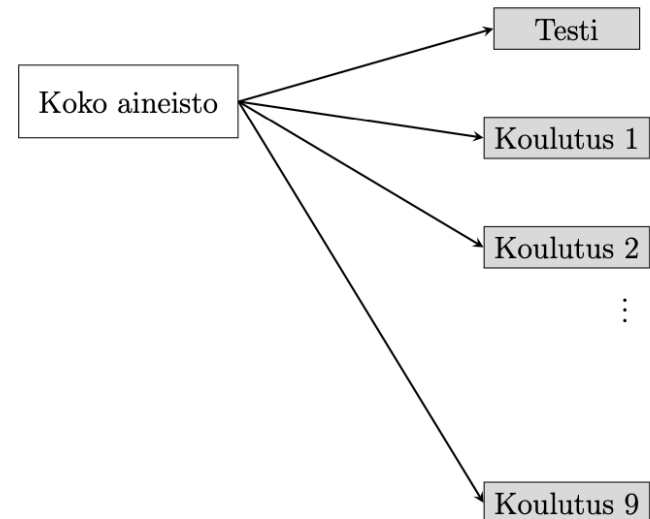 Testi
Koko aineisto
Koulutus 1
Koulutus 2
⋮
Koulutus 9